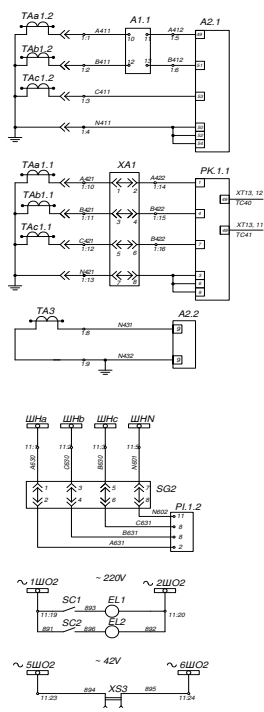 TAa1.2 A1.1 A2.1
A411 A412
1:1 10 11 1:5 49
TAb1.2
B411 B412
1:2 12 13 1:6 51
TAc1.2
C411
1:3 53
N411
1:4 50
52
54
TAa1.1 XA1 PK.1.1
A421 A422
1:10 1 2 1:14 1
XT13, 12
TC40
TAb1.1
B421 B422
1:11 3 4 1:15 4
XT13, 11
TC41
TAc1.1
C421 B422
1:12 5 6 1:16 7
N421
1:13 7 8 3
TA3 A2.2
N431
1:8 9
N432
1:9 9
ШНа ШНb ШНс ШНN
11:1 11:2 11:3 11:5
A630 C630 B630 N601
1 3 5 7 SG2
2 4 6 8
PI.1.2
N602 11
C631 8
B631 8
A631 2
~ 1ШО2 ~ 220V ~ 2ШО2
SC1 EL1
11:19 893 11:20
SC2 EL2
891 896 892
~ 5ШО2 ~ 42V ~ 6ШО2
XS3
11:23 894 895 11:24